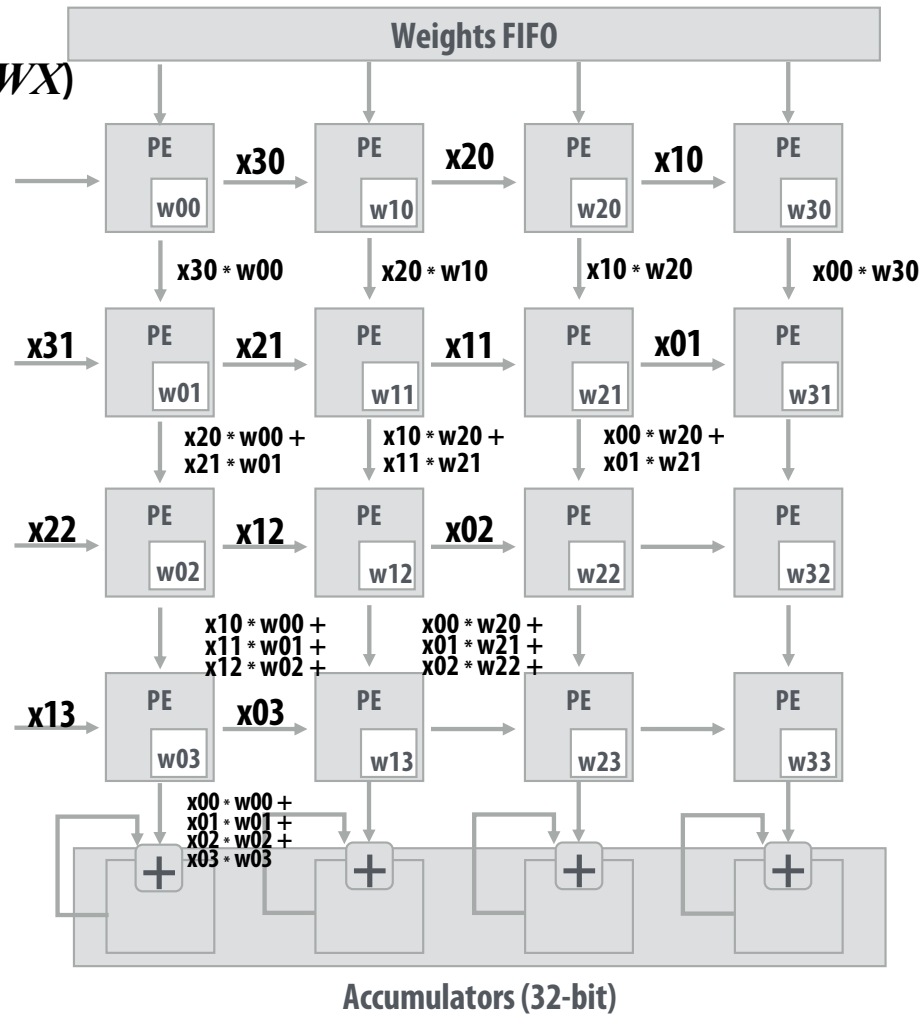 Weights FIFO
WX)
PE PE PE PE
x30 x20 x10
w00 w10 w20 w30
x30 * w00 x20 * w10 x10 * w20 x00 * w30
PE PE PE PE
x31 x21 x11 x01
w01 w11 w21 w31
x20 * w00 + x10 * w20 + x00 * w20 +
x21 * w01 x11 * w21 x01 * w21
PE PE PE PE
x22 x12 x02
w02 w12 w22 w32
x10 * w00 + x00 * w20 +
x11 * w01 + x01 * w21 +
x12 * w02 + x02 * w22 +
PE PE PE PE
x13 x03
w03 w13 w23 w33
x00 * w00 +
x01 * w01 +
x02 * w02 +
x03 * w03
+ + + +
Accumulators (32-bit)